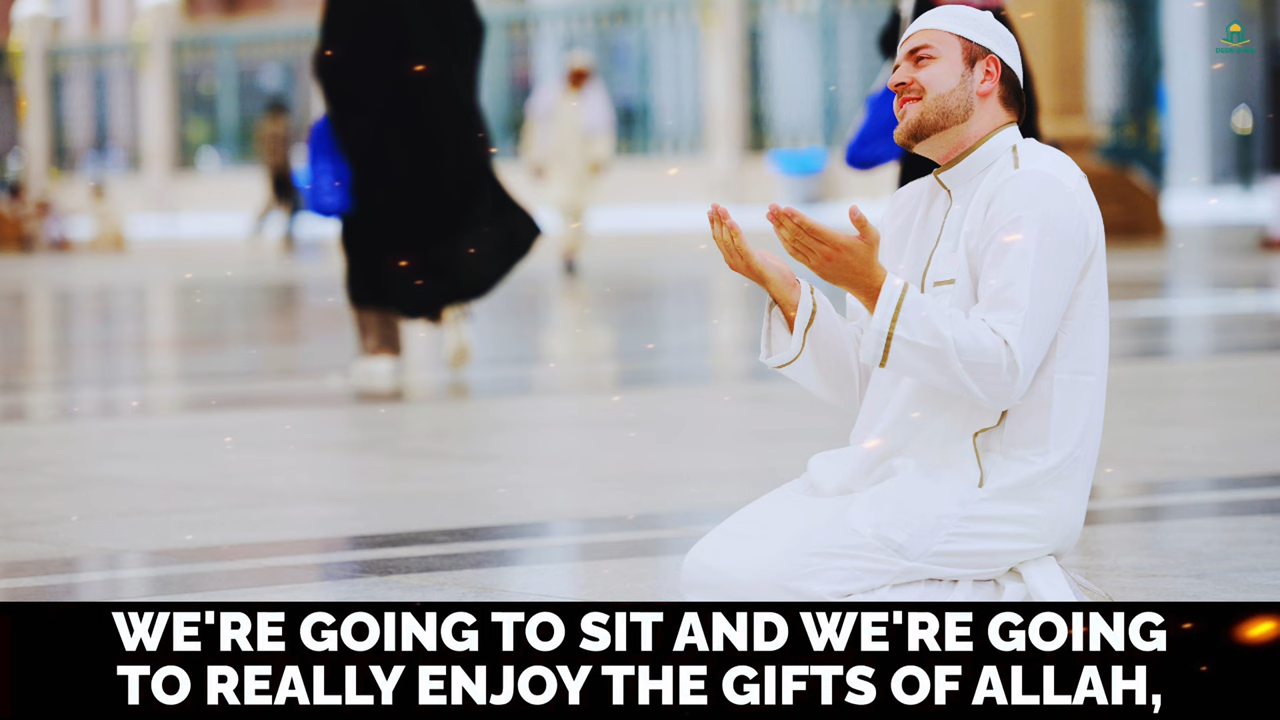 WE'RE GOING TO SIT AND WE'RE GOING
TO REALLY ENJOY THE GIFTS OF ALLAH,